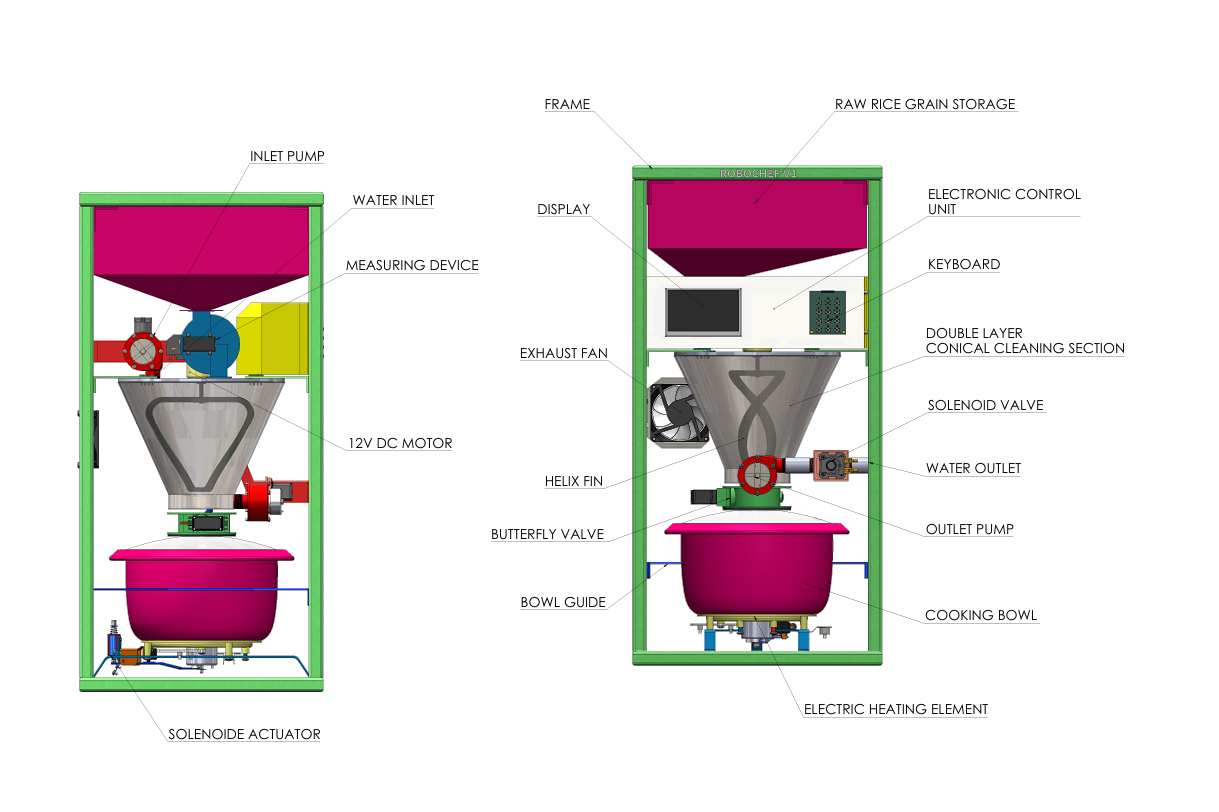 INLET PUMP
WATER INLET
MEASURING DEVICE
12V DC MOTOR
SOLENOIDE ACTUATOR
FRAME
RAW RICE GRAIN STORAGE
ROBOCHEF V1
DISPLAY
ELECTRONIC CONTROL
UNIT
KEYBOARD
EXHAUST FAN
DOUBLE LAYER
CONICAL CLEANING SECTION
SOLENOID VALVE
HELIX FIN
WATER OUTLET
BUTTERFLY VALVE
OUTLET PUMP
BOWL GUIDE
COOKING BOWL
ELECTRIC HEATING ELEMENT